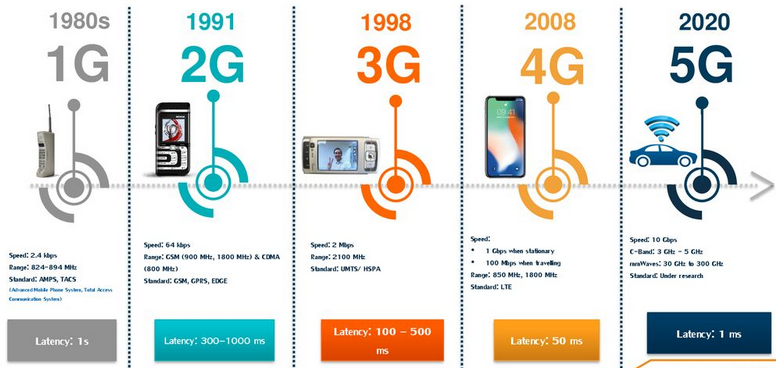 1980s
1G
Speed: 2.4 kbps
Range: 824-894 MHz
Standard: AMPS, TACS
(Advanced Mobile Phone System, Total Access
Communication System)
Latency: 1s
1991
2G
Speed: 64 kbps
Range: GSM (900 MHz, 1800 MHz) & CDMA
(800 MHz)
Standard: GSM, GPRS, EDGE
Latency: 300-1000 ms
1998
3G
Speed: 2 Mbps
Range: 2100 MHz
Standard: UMTS/ HSPA
Latency: 100 - 500
ms
2008
4G
09:41
Speed:
• 1 Gbps when stationary
• 100 Mbps when travelling
Range: 850 MHz, 1800 MHz
Standard: LTE
Latency: 50 ms
2020
5G
Speed: 10 Gbps
C-Band: 3 GHz - 5 GHz
mmWaves: 30 GHz to 300 GHz
Standard: Under research
Latency: 1 ms